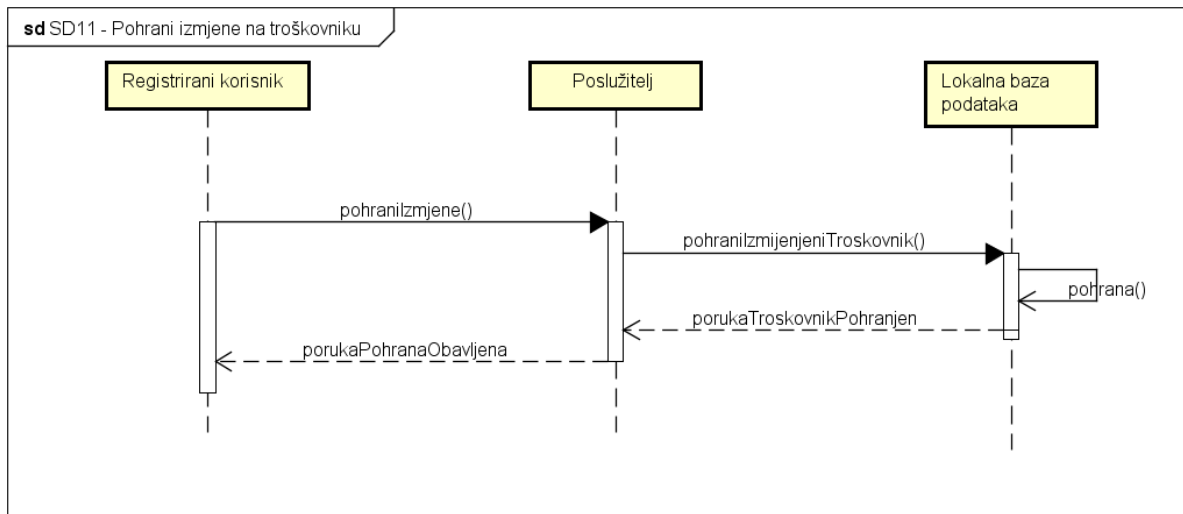 sd SD11 - Pohrani izmjene na troškovniku
Registrirani korisnik
Poslužitelj
Lokalna baza
podataka
pohraniIzmjene()
pohraniIzmijenjeniTroskovnik()
pohrana()
porukaTroskovnikPohranjen
porukaPohranaObavljena